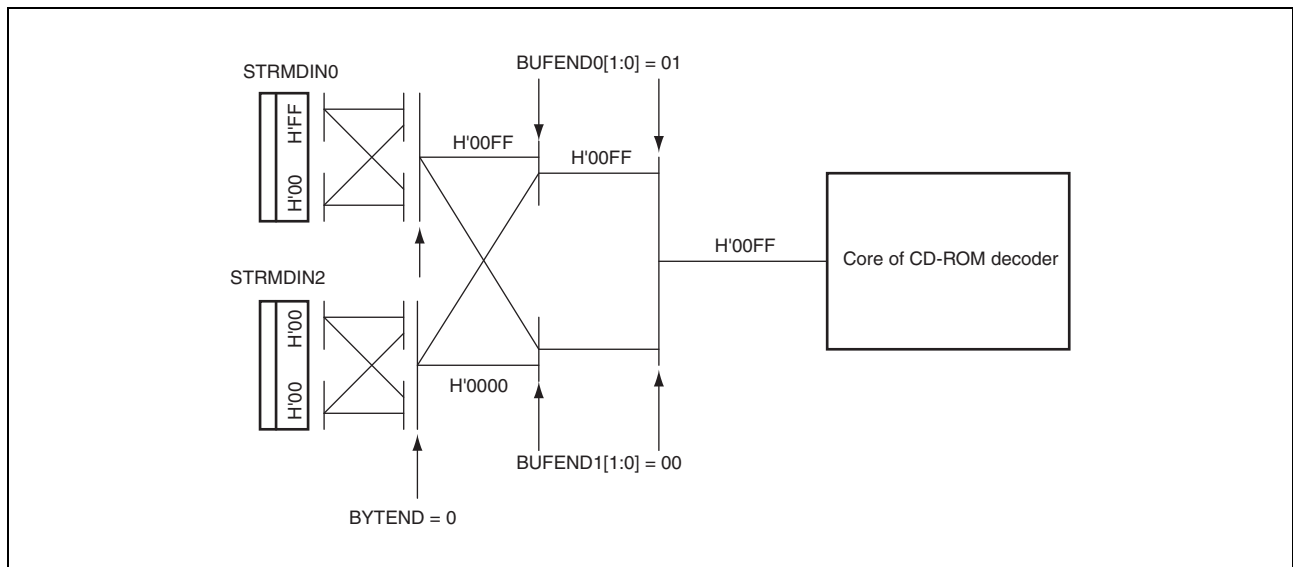 BUFEND0[1:0] = 01
STRMDIN0
H'FF
H'00
H'00FF
H'00FF
H'00FF
Core of CD-ROM decoder
STRMDIN2
H'00
H'00
H'0000
BUFEND1[1:0] = 00
BYTEND = 0